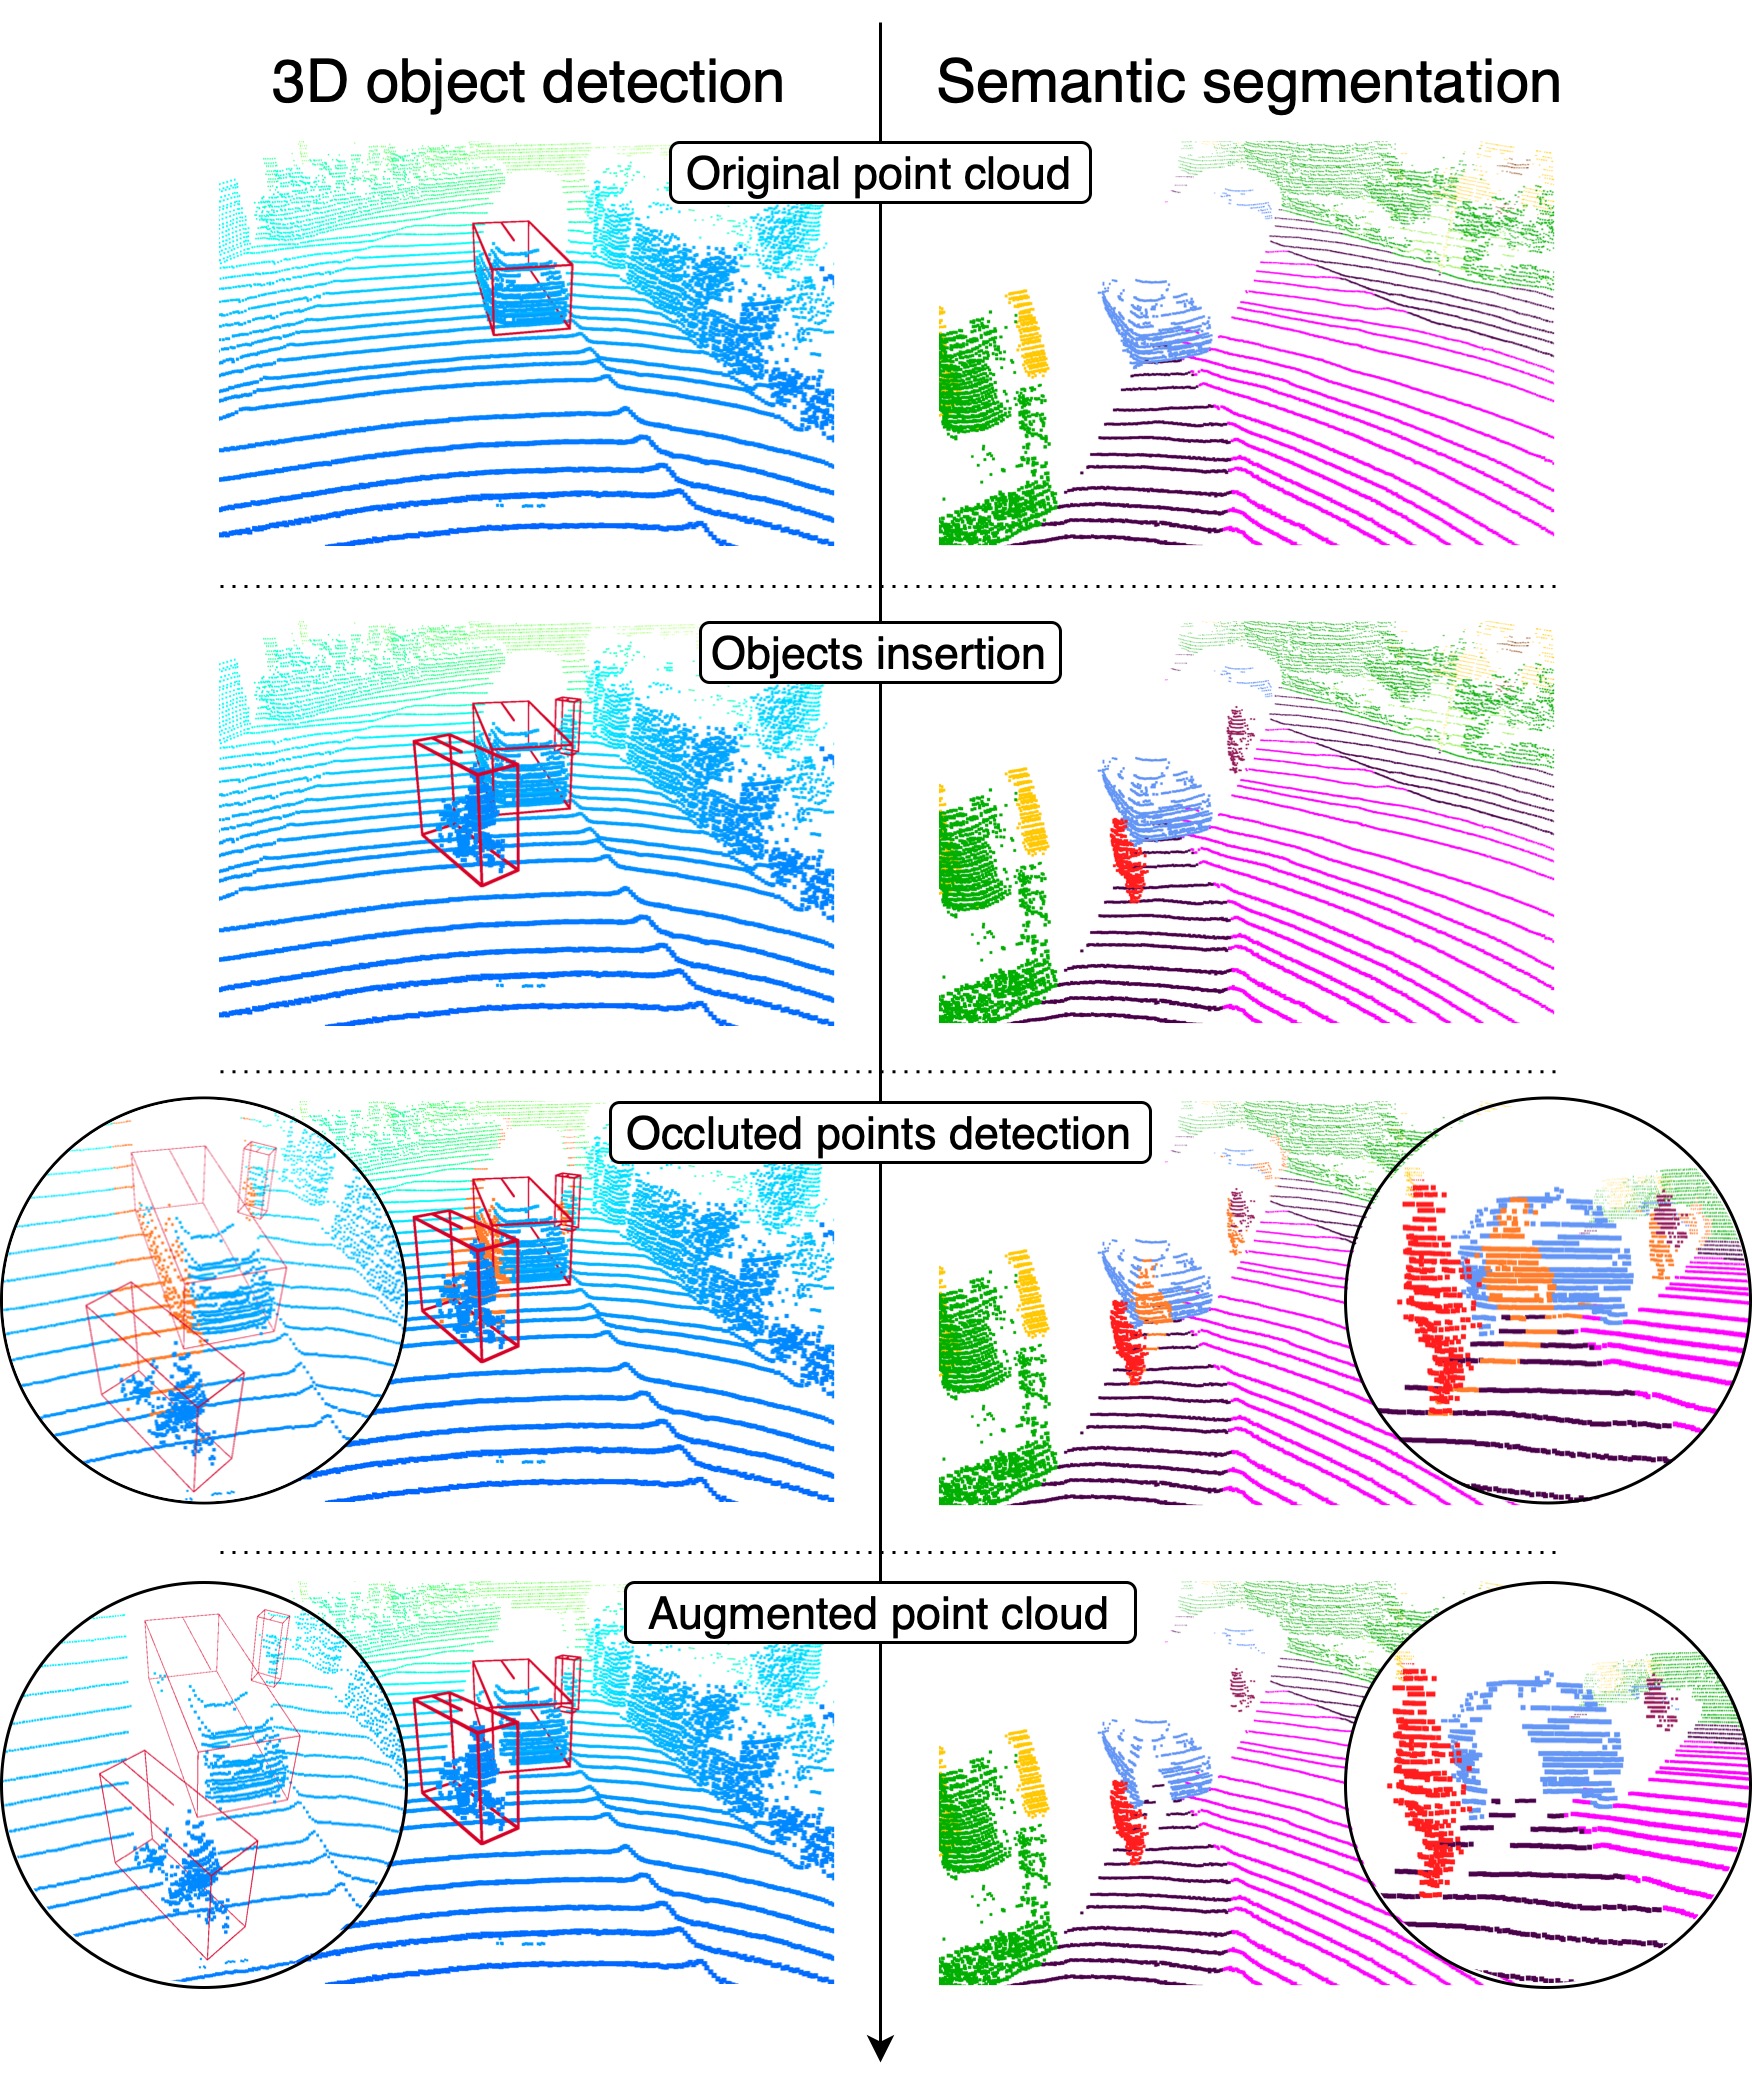 3D object detection
Semantic segmentation
Original point cloud
Objects insertion
Occluted points detection
Augmented point cloud